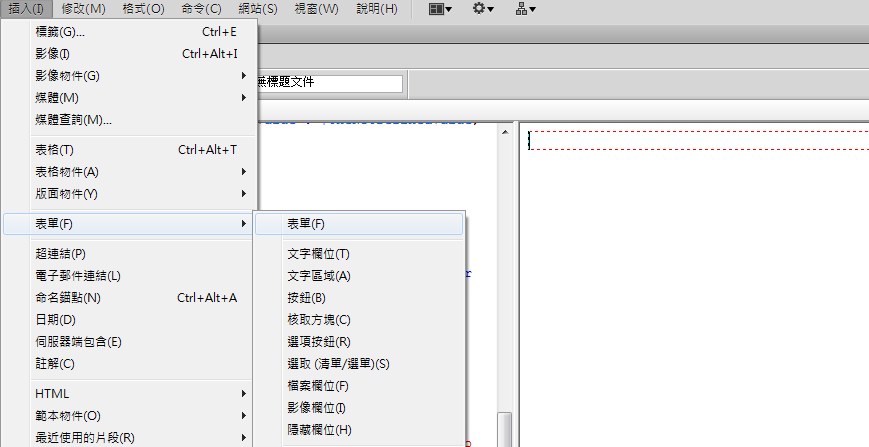 插入(I) 修改(M) 格式(O) 命令(C) 網站(S) 視窗(W) 說明(H)
標籤(G)... Ctrl+E
影像(I) Ctrl+Alt+I
影像物件(G)
無標題文件
媒體(M)
媒體查詢(M)...
表格(T) Ctrl+Alt+T
表格物件(A)
版面物件(Y)
表單(F)
表單(F)
超連結(P)
文字欄位(T)
電子郵件連結(L)
文字區域(A)
r
命名錨點(N) Ctrl+Alt+A
按鈕(B)
日期(D)
核取方塊(C)
伺服器端包含(E)
選項按鈕(R)
註解(C)
選取 (清單/選單)(S)
檔案欄位(F)
HTML
影像欄位(I)
範本物件(O)
隱藏欄位(H)
最近使用的片段(R)